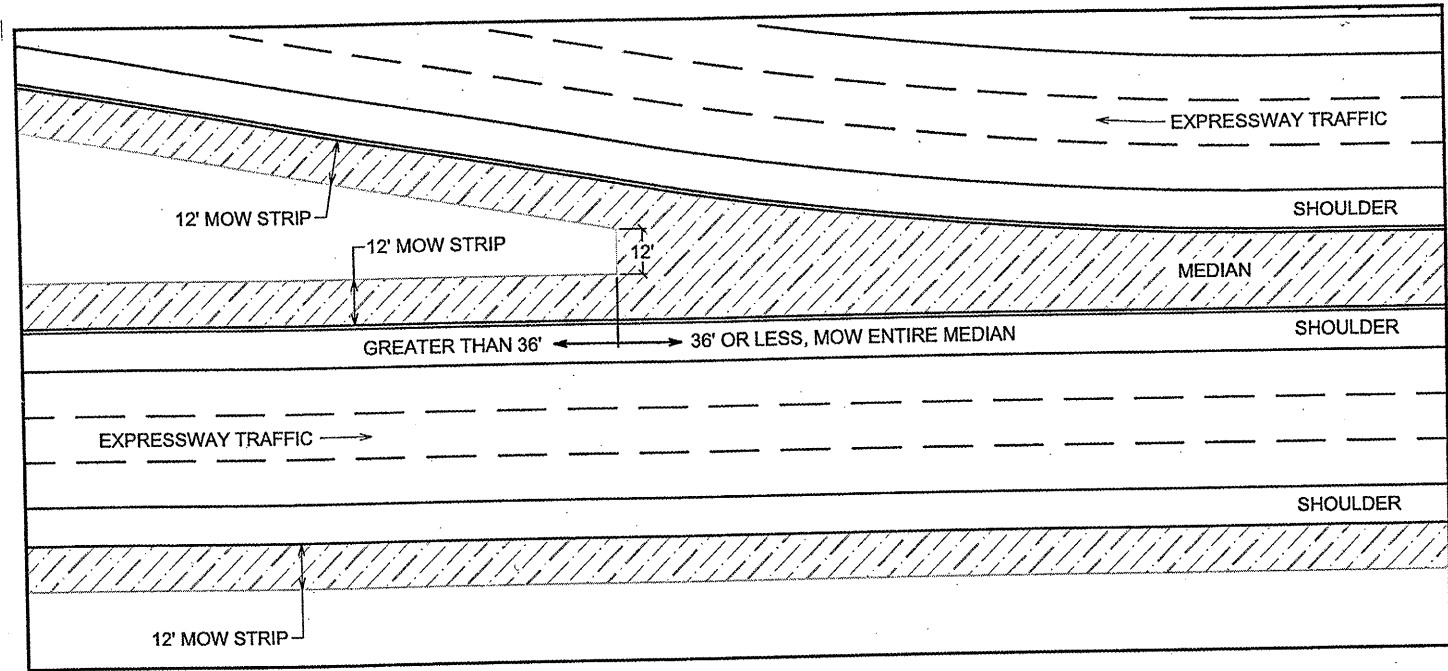 ← EXPRESSWAY TRAFFIC
SHOULDER
12' MOW STRIP
12' MOW STRIP
12'
MEDIAN
SHOULDER
GREATER THAN 36' ←→ 36' OR LESS, MOW ENTIRE MEDIAN
EXPRESSWAY TRAFFIC →
SHOULDER
12' MOW STRIP